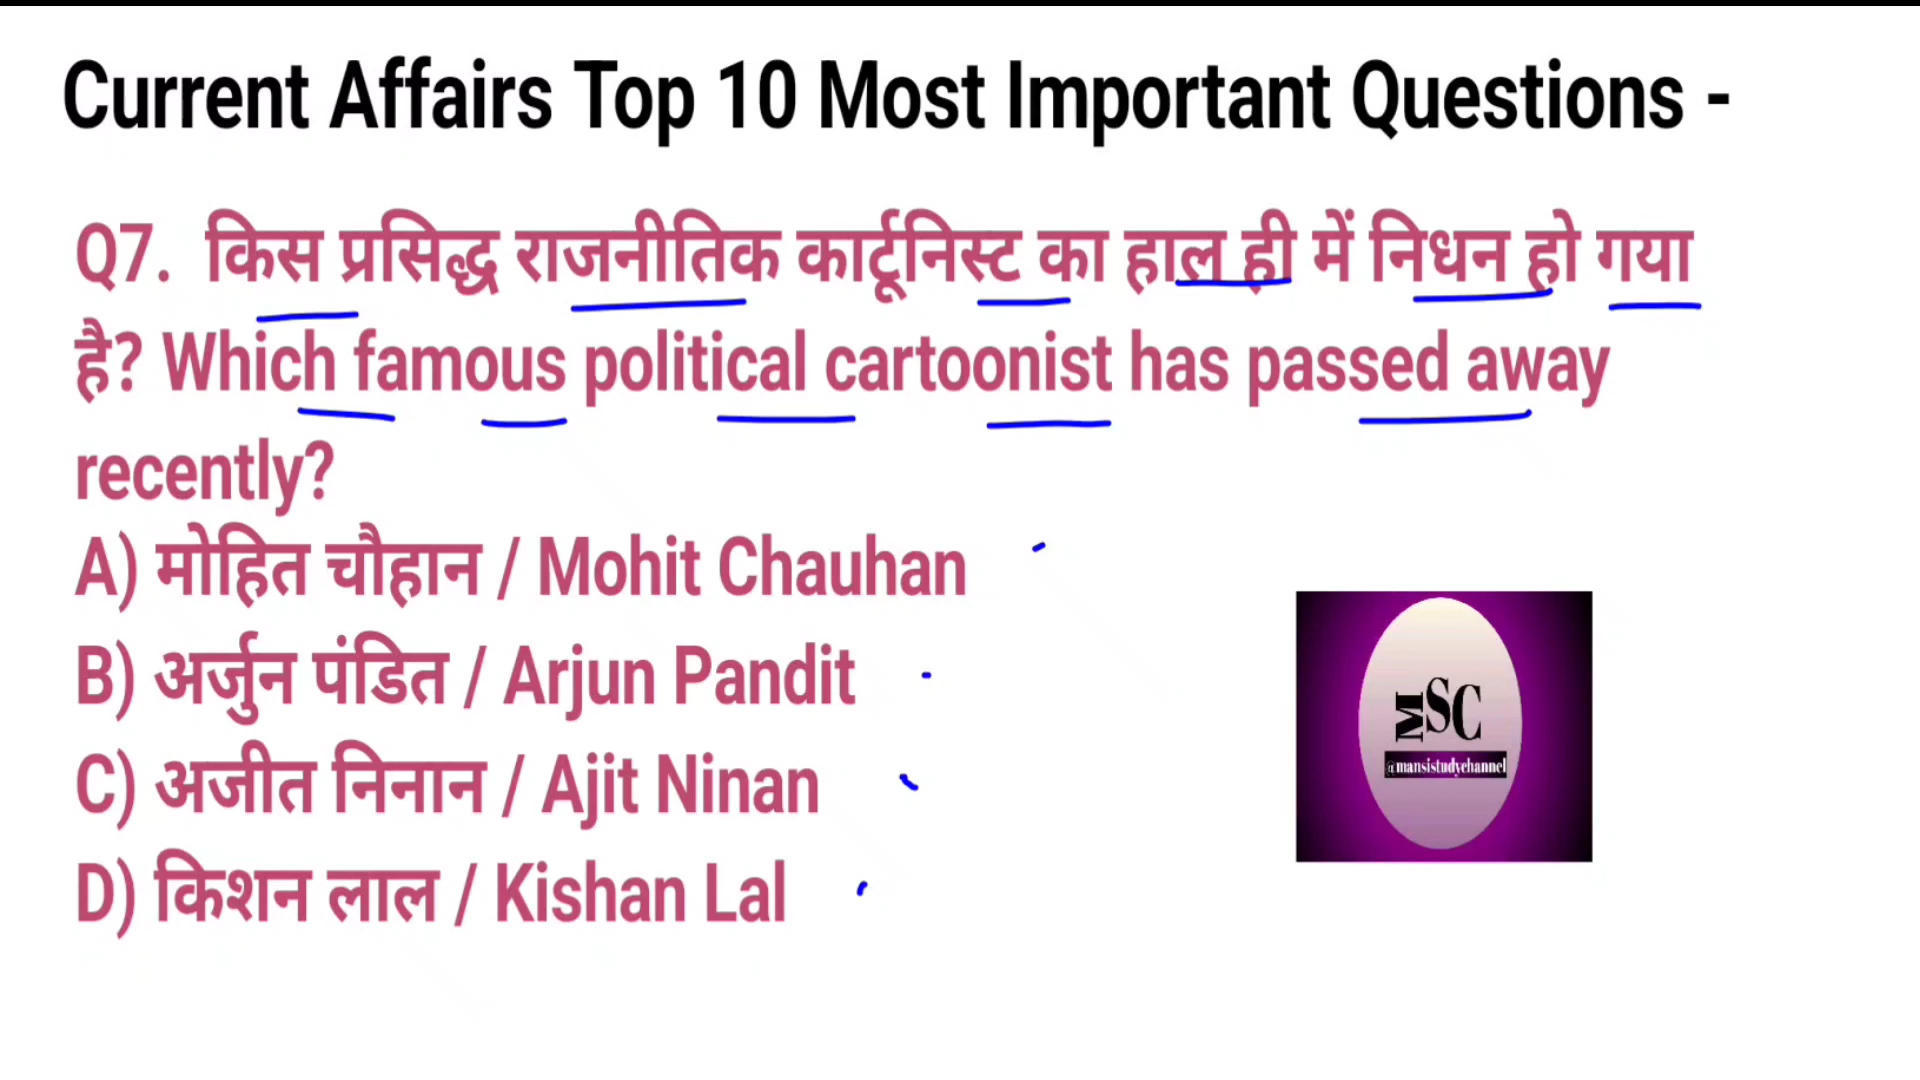 Current Affairs Top 10 Most Important Questions -
Q7. किस प्रसिद्ध राजनीतिक कार्टूनिस्ट का हाल ही में निधन हो गया
है? Which famous political cartoonist has passed away
recently?
A) मोहित चौहान / Mohit Chauhan
B) अर्जुन पंडित / Arjun Pandit
C) अजीत निनान / Ajit Ninan
D) किशन लाल / Kishan Lal
MSC
@mansistudychannel